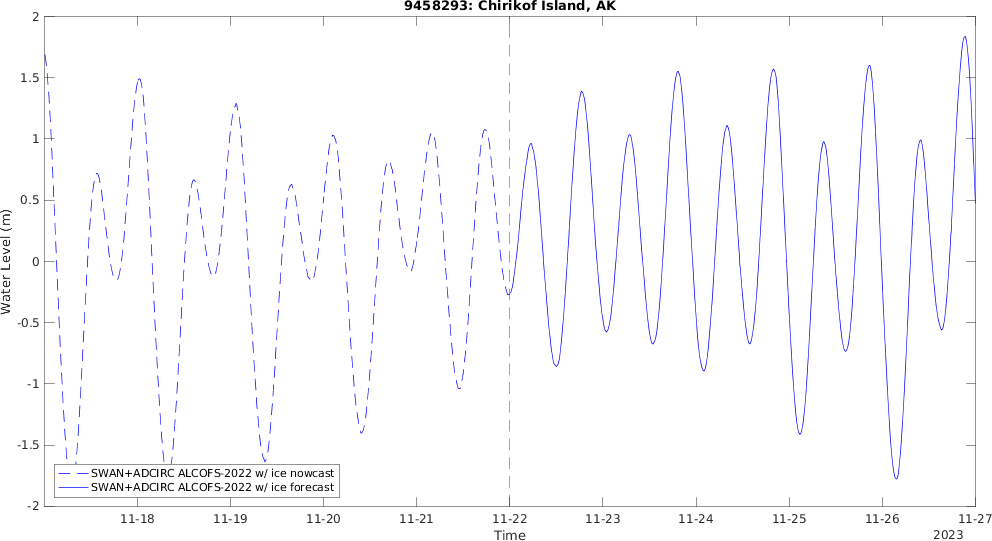 9458293: Chirikof Island, AK
2
1.5
1
0.5
0
-0.5
-1
-1.5
-2
Water Level (m)
SWAN+ADCIRC ALCOFS-2022 w/ ice nowcast
SWAN+ADCIRC ALCOFS-2022 w/ ice forecast
11-18 11-19 11-20 11-21 11-22 11-23 11-24 11-25 11-26 11-27
Time
2023